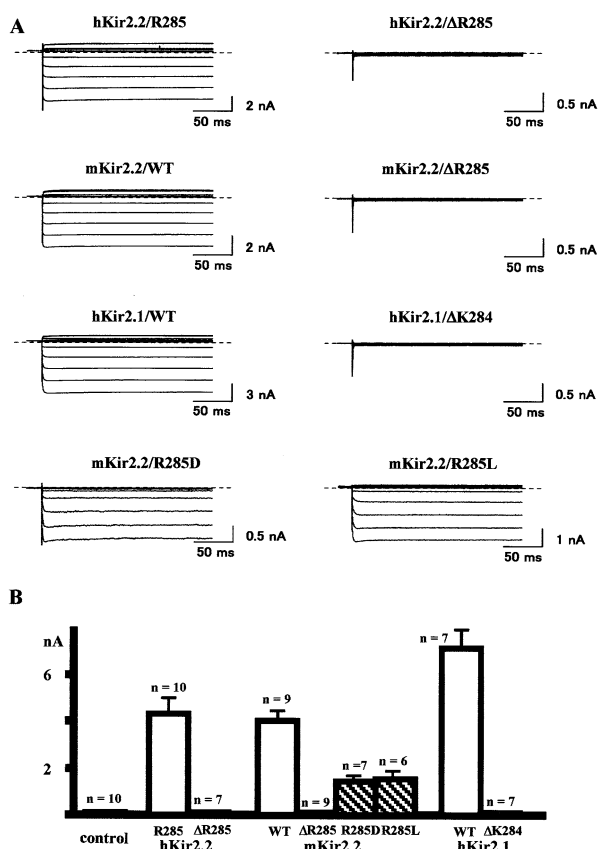 A
hKir2.2/R285
hKir2.2/ΔR285
2 nA
50 ms
0.5 nA
50 ms
mKir2.2/WT
mKir2.2/ΔR285
2 nA
50 ms
0.5 nA
50 ms
hKir2.1/WT
hKir2.1/ΔK284
3 nA
50 ms
0.5 nA
50 ms
mKir2.2/R285D
mKir2.2/R285L
0.5 nA
50 ms
1 nA
50 ms
B
nA
6
2
n = 10
n = 10
n = 7
n = 9
n = 9
n =7
n = 6
n = 7
n = 7
control
R285 ΔR285
hKir2.2
WT ΔR285 R285D R285L
mKir2.2
WT ΔK284
hKir2.1